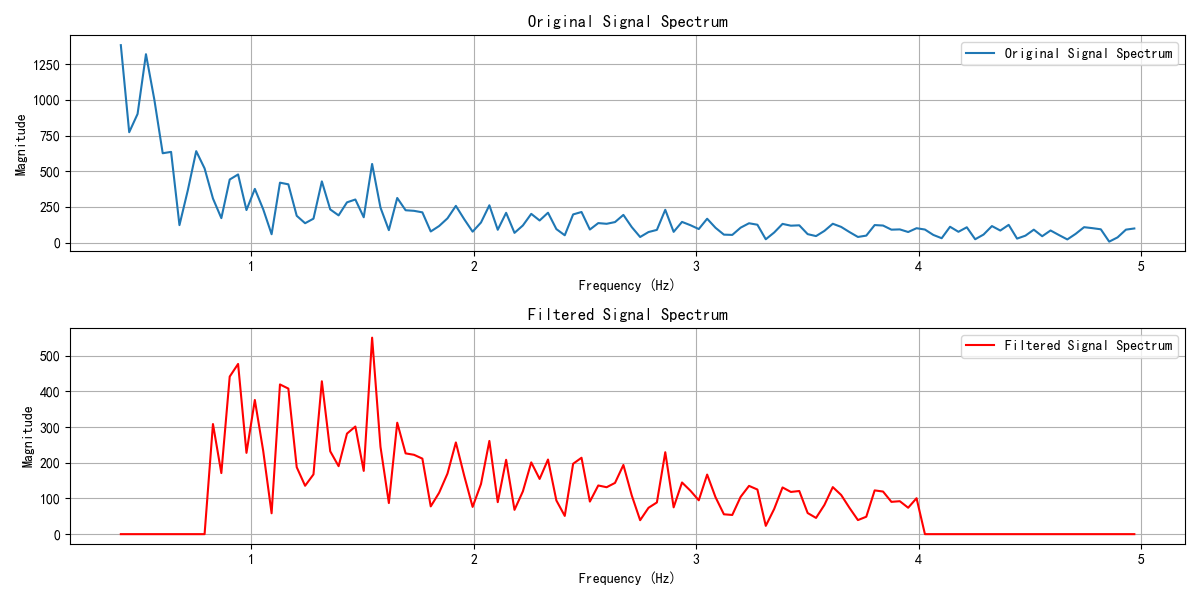 Original Signal Spectrum
Original Signal Spectrum
Magnitude
1250
1000
750
500
250
0
1 2 3 4 5
Frequency (Hz)
Filtered Signal Spectrum
Filtered Signal Spectrum
Magnitude
500
400
300
200
100
0
1 2 3 4 5
Frequency (Hz)